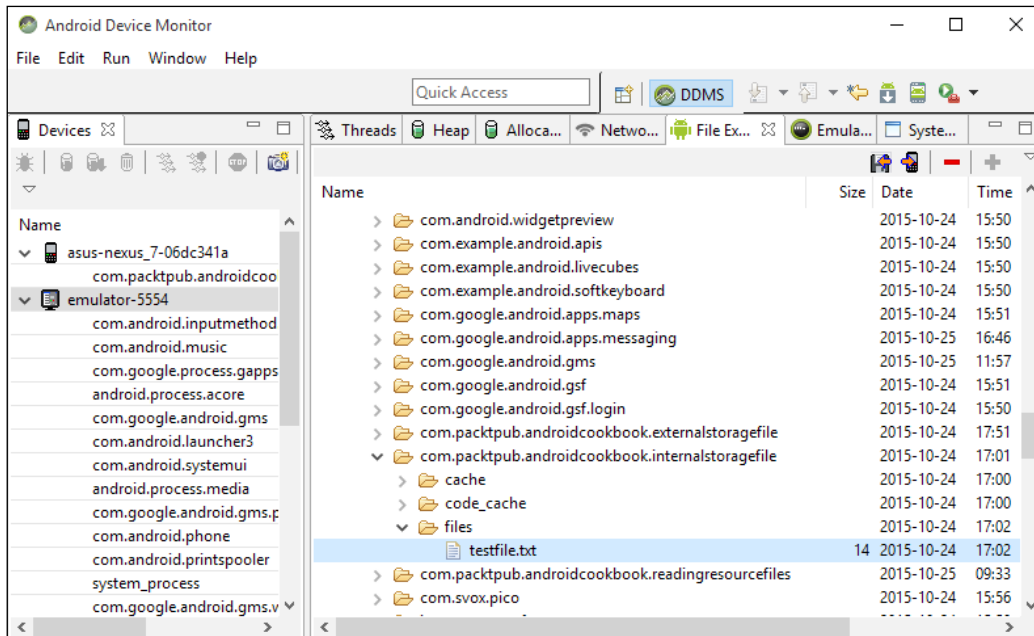 Android Device Monitor
File Edit Run Window Help
Quick Access
DDMS
Devices
Name
asus-nexus_7-06dc341a
com.packtpub.androidcoo
emulator-5554
com.android.inputmethod
com.android.music
com.google.process.gapps
android.process.acore
com.google.android.gms
com.android.launcher3
com.android.systemui
android.process.media
com.google.android.gms.p
com.android.phone
com.android.printspooler
system_process
com.google.android.gms.v
Threads Heap Alloca... Netwo... File Ex... Emula... Syste...
Name Size Date Time
com.android.widgetpreview 2015-10-24 15:50
com.example.android.apis 2015-10-24 15:50
com.example.android.livecubes 2015-10-24 15:50
com.example.android.softkeyboard 2015-10-24 15:50
com.google.android.apps.maps 2015-10-24 15:51
com.google.android.apps.messaging 2015-10-25 16:46
com.google.android.gms 2015-10-25 11:57
com.google.android.gsf 2015-10-24 15:51
com.google.android.gsf.login 2015-10-24 15:50
com.packtpub.androidcookbook.externalstoragefile 2015-10-24 17:51
com.packtpub.androidcookbook.internalstoragefile 2015-10-24 17:01
cache 2015-10-24 17:00
code_cache 2015-10-24 17:00
files 2015-10-24 17:02
testfile.txt 14 2015-10-24 17:02
com.packtpub.androidcookbook.readingresourcefiles 2015-10-25 09:33
com.svox.pico 2015-10-24 15:56